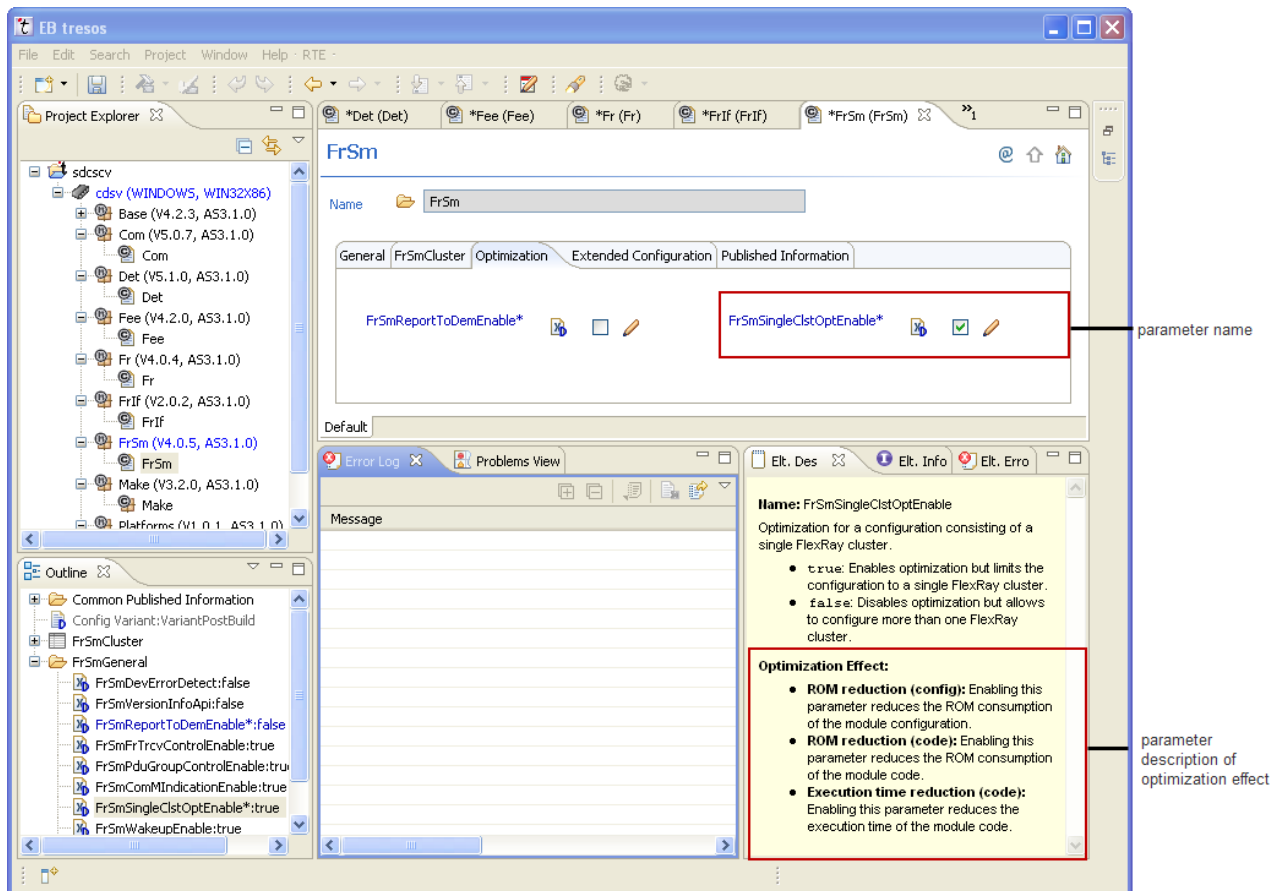 EB tresos
File Edit Search Project Window Help - RTE -
Project Explorer
sdcscv
cdsv (WINDOWS, WIN32X86)
Base (V4.2.3, AS3.1.0)
Com (V5.0.7, AS3.1.0)
Com
Det (V5.1.0, AS3.1.0)
Det
Fee (V4.2.0, AS3.1.0)
Fee
Fr (V4.0.4, AS3.1.0)
Fr
FrIf (V2.0.2, AS3.1.0)
FrIf
FrSm (V4.0.5, AS3.1.0)
FrSm
Make (V3.2.0, AS3.1.0)
Make
Platforms (V1.0.1, AS3.1.0)
Outline
Common Published Information
Config Variant:VariantPostBuild
FrSmCluster
FrSmGeneral
FrSmDevErrorDetect:false
FrSmVersionInfoApi:false
FrSmReportToDemEnable*:false
FrSmFrTrcvControlEnable:true
FrSmPduGroupControlEnable:tru
FrSmComMIndicationEnable:true
FrSmSingleClstOptEnable*:true
FrSmWakeupEnable:true
*Det (Det) *Fee (Fee) *Fr (Fr) *FrIf (FrIf) *FrSm (FrSm) »1
FrSm
Name FrSm
General FrSmCluster Optimization Extended Configuration Published Information
FrSmReportToDemEnable* FrSmSingleClstOptEnable*
Default
Error Log Problems View
Message
Elt. Des Elt. Info Elt. Erro
Name: FrSmSingleClstOptEnable
Optimization for a configuration consisting of a
single FlexRay cluster.
● true: Enables optimization but limits the
configuration to a single FlexRay cluster.
● false: Disables optimization but allows
to configure more than one FlexRay
cluster.
Optimization Effect:
● ROM reduction (config): Enabling this
parameter reduces the ROM consumption
of the module configuration.
● ROM reduction (code): Enabling this
parameter reduces the ROM consumption
of the module code.
● Execution time reduction (code):
Enabling this parameter reduces the
execution time of the module code.
parameter name
parameter
description of
optimization effect